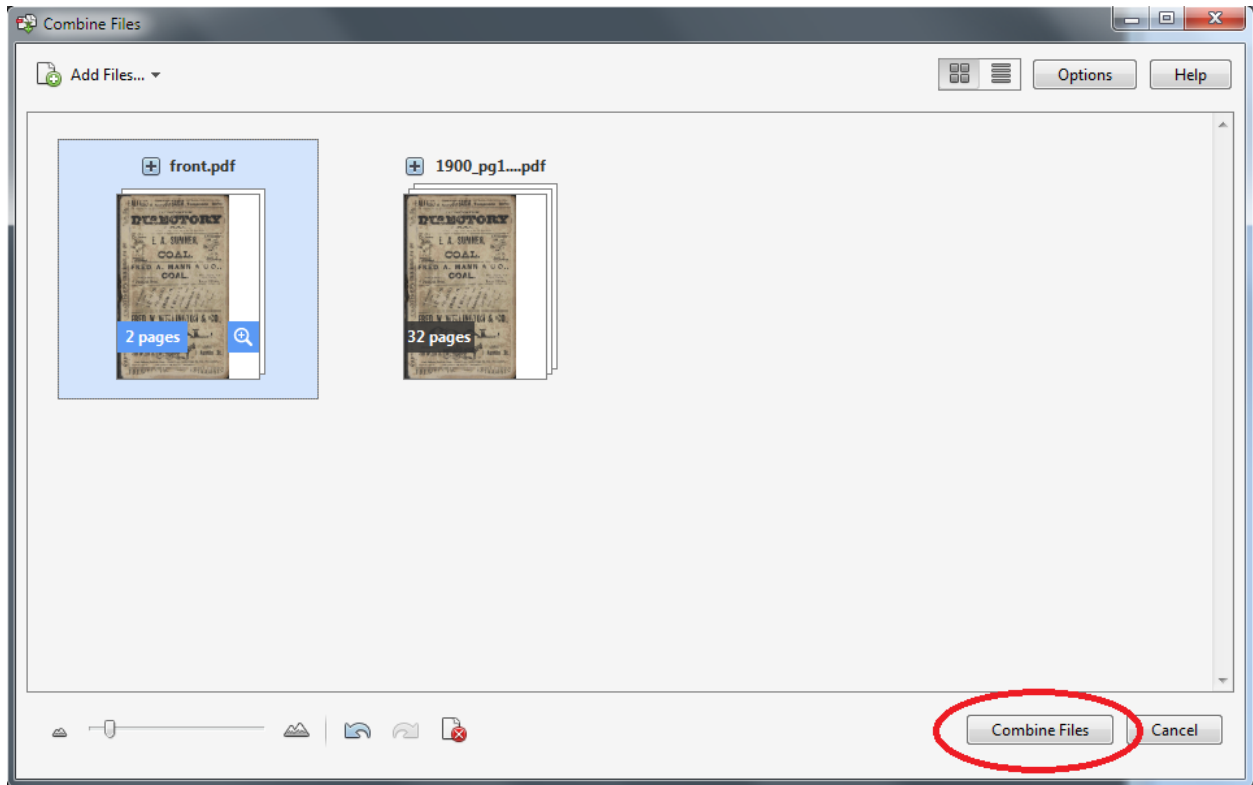 Combine Files
Add Files...
Options
Help
front.pdf
1900_pg1....pdf
DIRECTORY
L. A. SUMNER,
COAL.
FRED A. MANN & CO.,
COAL
2 pages
DIRECTORY
L. A. SUMNER,
COAL.
FRED A. MANN & CO.,
COAL
32 pages
Combine Files
Cancel